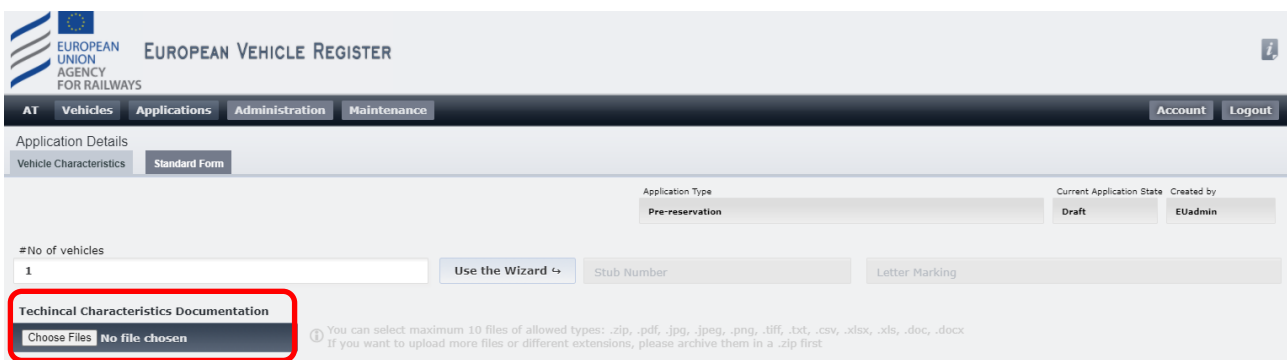 EUROPEAN
UNION
AGENCY
FOR RAILWAYS
EUROPEAN VEHICLE REGISTER
i
AT Vehicles Applications Administration Maintenance Account Logout
Application Details
Vehicle Characteristics Standard Form
Application Type Current Application State Created by
Pre-reservation Draft EUadmin
#No of vehicles
1 Use the Wizard ↪ Stub Number Letter Marking
Techincal Characteristics Documentation
Choose Files No file chosen
You can select maximum 10 files of allowed types: .zip, .pdf, .jpg, .jpeg, .png, .tiff, .txt, .csv, .xlsx, .xls, .doc, .docx
If you want to upload more files or different extensions, please archive them in a .zip first